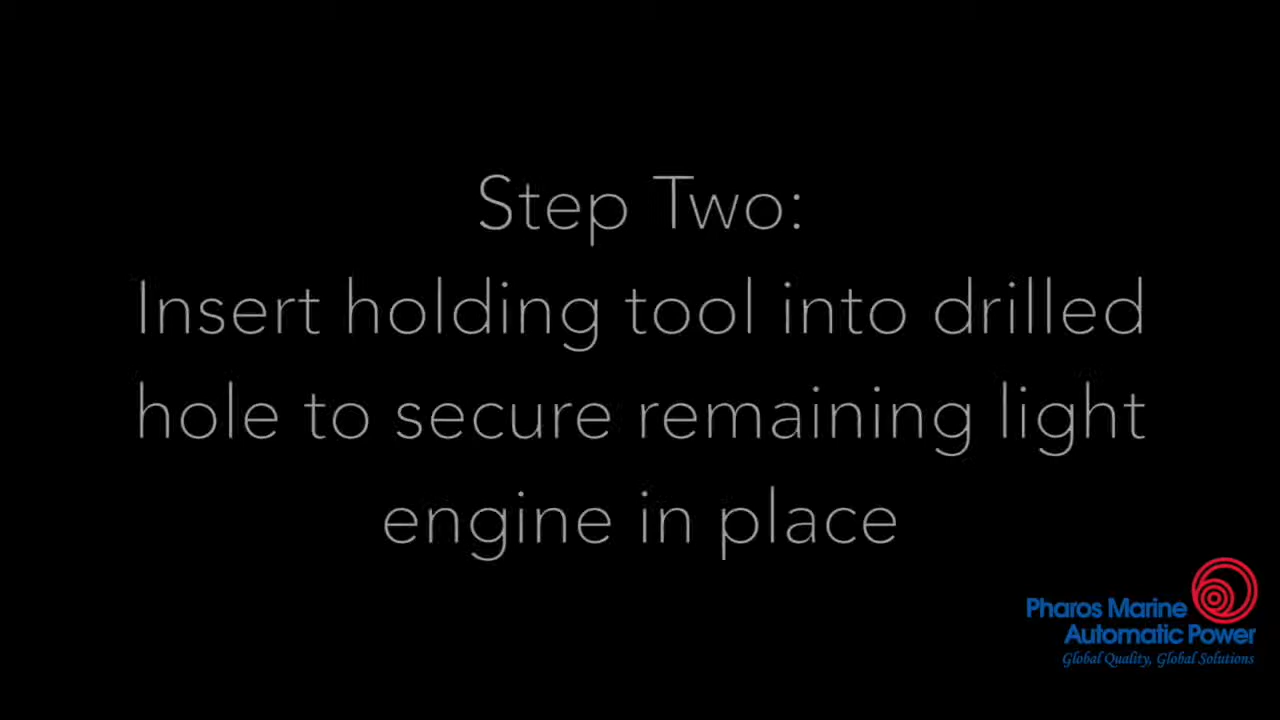 Step Two:
Insert holding tool into drilled
hole to secure remaining light
engine in place
Pharos Marine
Automatic Power
Global Quality, Global Solutions